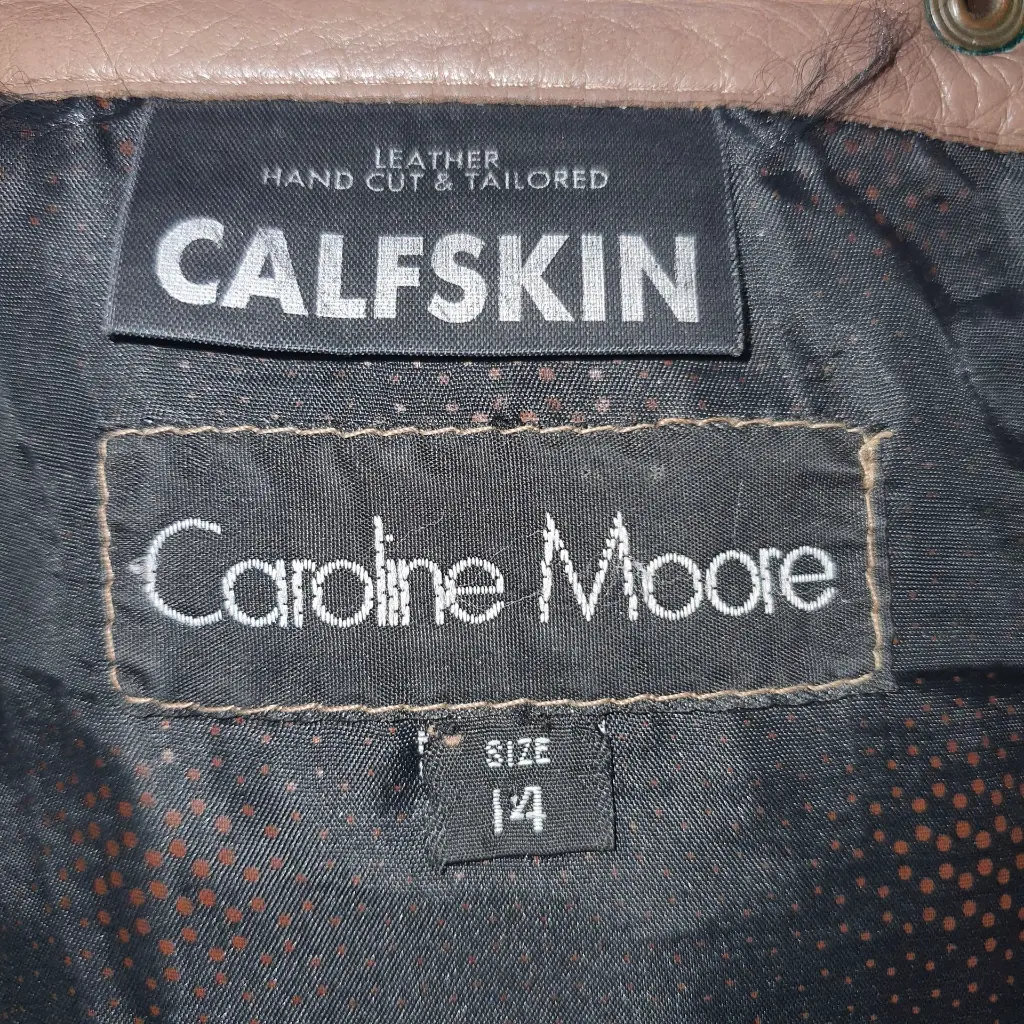 LEATHER
HAND CUT & TAILORED
CALFSKIN
Caroline Moore
SIZE
14